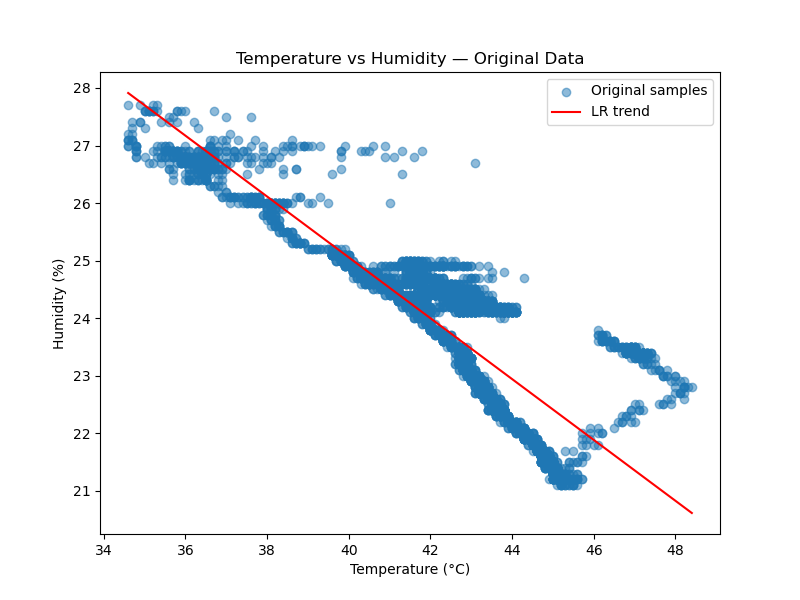 Temperature vs Humidity — Original Data
Original samples
LR trend
Humidity (%)
28
27
26
25
24
23
22
21
34 36 38 40 42 44 46 48
Temperature (°C)